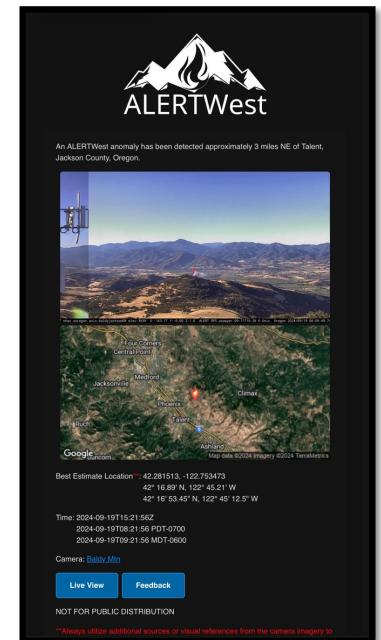 ALERTWest
An ALERTWest anomaly has been detected approximately 3 miles NE of Talent,
Jackson County, Oregon.
Four Corners
Central Point
Medford
Jacksonville
Climax
Phoenix
Talent
Ruch
5
Ashland
Google
Buncom
Map data ©2024 Imagery ©2024 TerraMetrics
Best Estimate Location**: 42.281513, -122.753473
42° 16.89' N, 122° 45.21' W
42° 16' 53.45" N, 122° 45' 12.5" W
Time: 2024-09-19T15:21:56Z
2024-09-19T08:21:56 PDT-0700
2024-09-19T09:21:56 MDT-0600
Camera: Baldy Mtn
Live View Feedback
NOT FOR PUBLIC DISTRIBUTION
**Always utilize additional sources or visual references from the camera imagery to